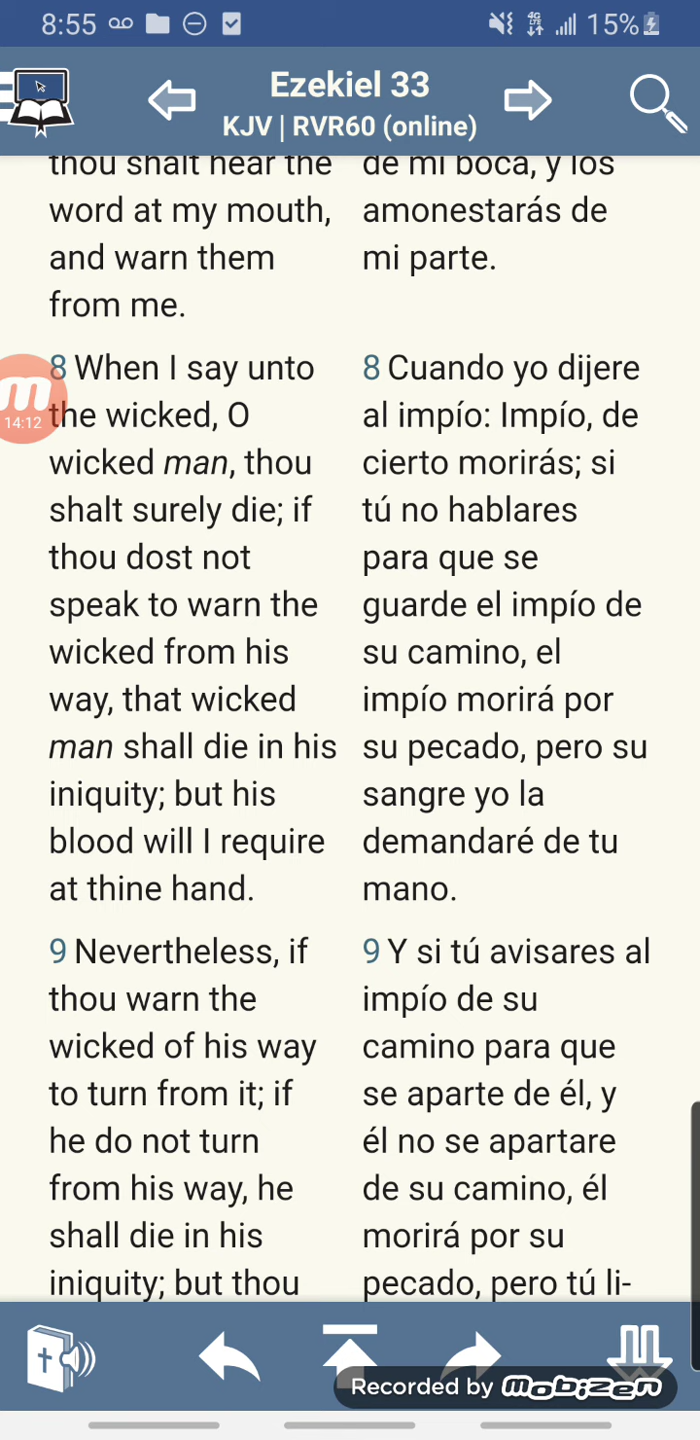 8:55
4G
LTE
15%
Ezekiel 33
KJV | RVR60 (online)
thou shalt hear the
word at my mouth,
and warn them
from me.
8 When I say unto
the wicked, O
wicked man, thou
shalt surely die; if
thou dost not
speak to warn the
wicked from his
way, that wicked
man shall die in his
iniquity; but his
blood will I require
at thine hand.
9 Nevertheless, if
thou warn the
wicked of his way
to turn from it; if
he do not turn
from his way, he
shall die in his
iniquity; but thou
de mi boca, y los
amonestarás de
mi parte.
8 Cuando yo dijere
al impío: Impío, de
cierto morirás; si
tú no hablares
para que se
guarde el impío de
su camino, el
impío morirá por
su pecado, pero su
sangre yo la
demandaré de tu
mano.
9 Y si tú avisares al
impío de su
camino para que
se aparte de él, y
él no se apartare
de su camino, él
morirá por su
pecado, pero tú li-
m
14:12
Recorded by Mobizen